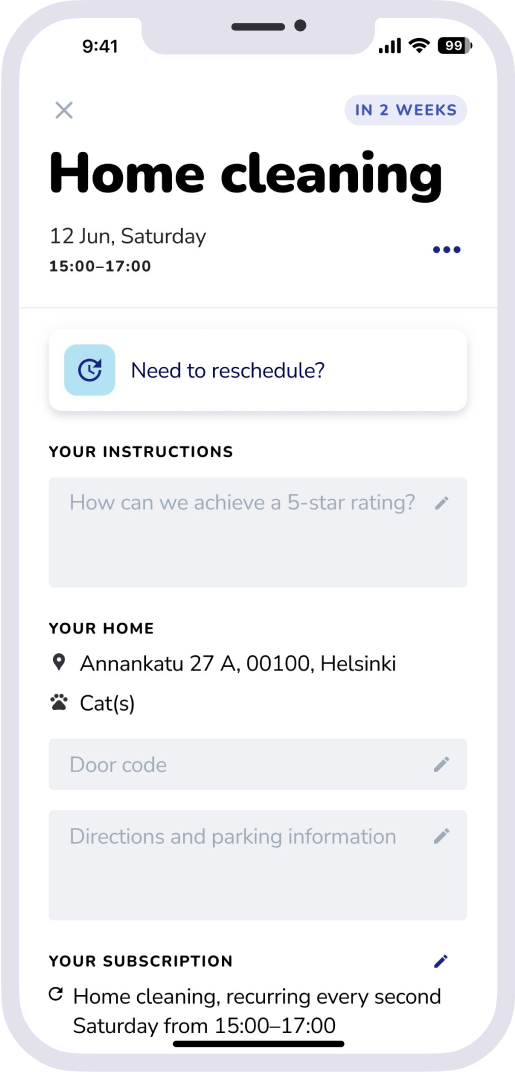 9:41
99
IN 2 WEEKS
Home cleaning
12 Jun, Saturday
15:00–17:00
Need to reschedule?
YOUR INSTRUCTIONS
How can we achieve a 5-star rating?
YOUR HOME
Annankatu 27 A, 00100, Helsinki
Cat(s)
Door code
Directions and parking information
YOUR SUBSCRIPTION
Home cleaning, recurring every second
Saturday from 15:00–17:00